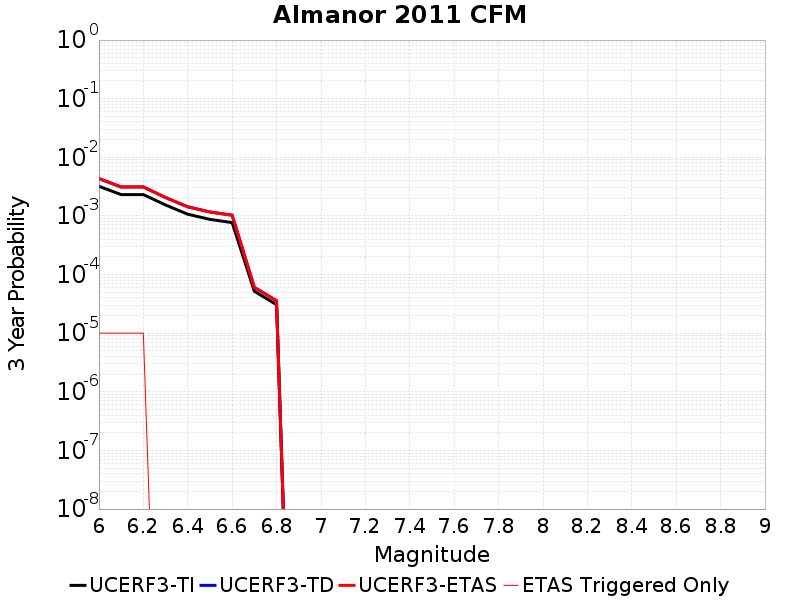 Almanor 2011 CFM
3 Year Probability
10^0
10^-1
10^-2
10^-3
10^-4
10^-5
10^-6
10^-7
10^-8
6 6.2 6.4 6.6 6.8 7 7.2 7.4 7.6 7.8 8 8.2 8.4 8.6 8.8 9
Magnitude
UCERF3-TI UCERF3-TD UCERF3-ETAS ETAS Triggered Only